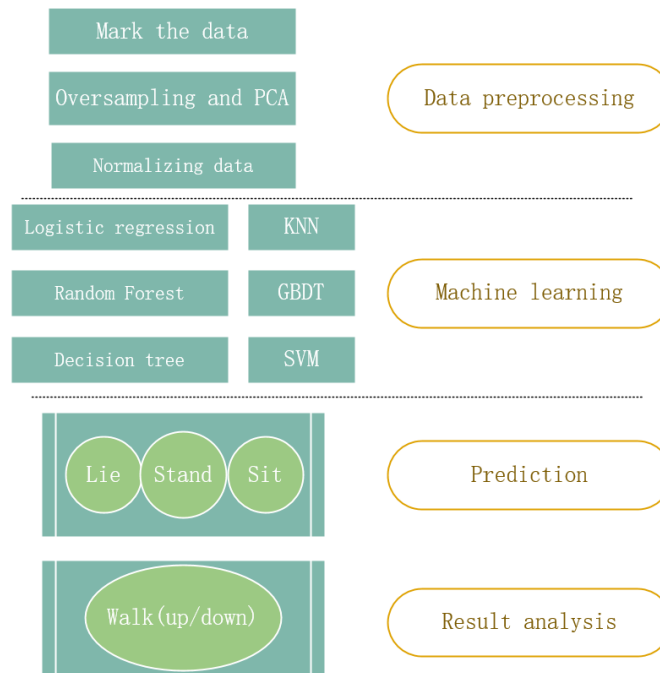 Mark the data
Oversampling and PCA
Data preprocessing
Normalizing data
Logistic regression
KNN
Random Forest
GBDT
Machine learning
Decision tree
SVM
Lie
Stand
Sit
Prediction
Walk(up/down)
Result analysis